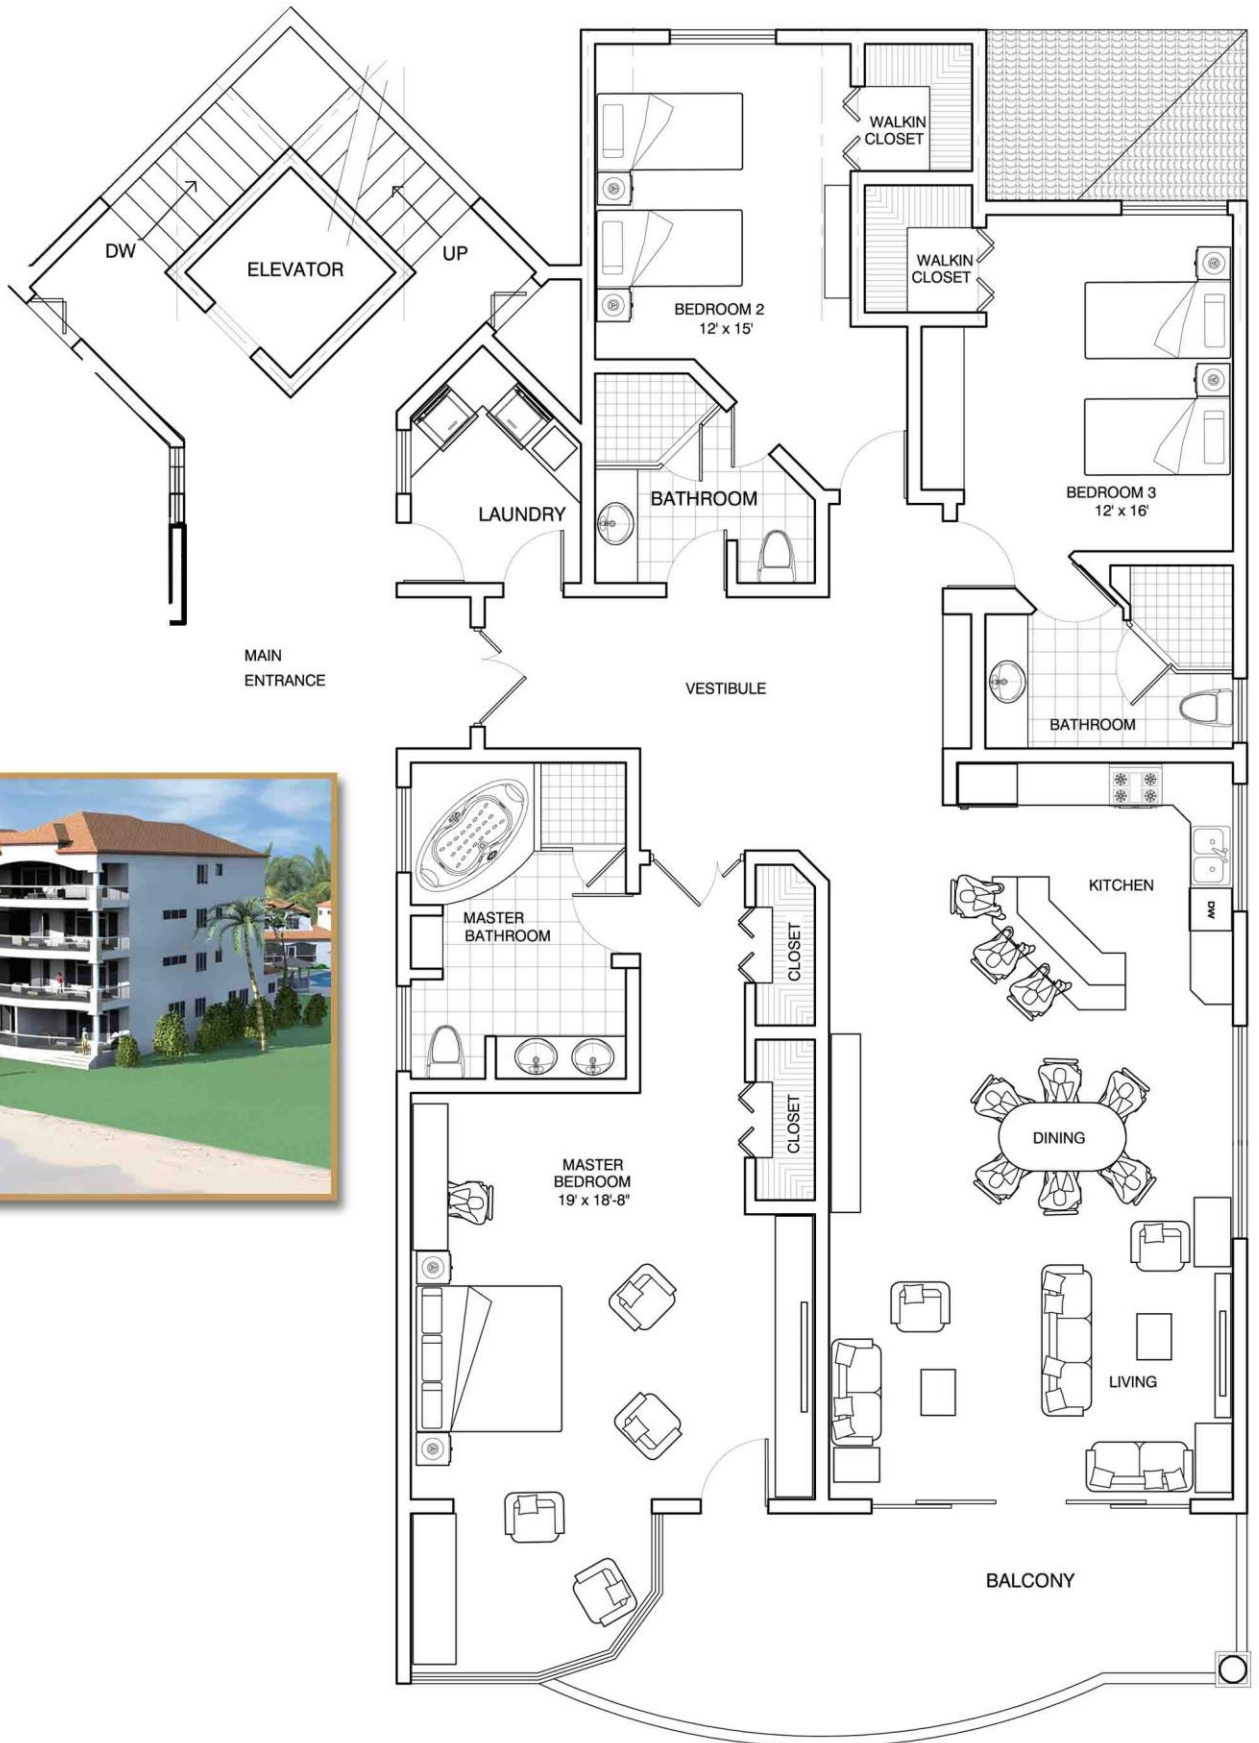 WALKIN
CLOSET
DW
ELEVATOR
UP
WALKIN
CLOSET
BEDROOM 2
12' x 15'
BEDROOM 3
12' x 16'
BATHROOM
LAUNDRY
MAIN
ENTRANCE
VESTIBULE
BATHROOM
KITCHEN
DW
MASTER
BATHROOM
CLOSET
CLOSET
DINING
MASTER
BEDROOM
19' x 18'-8"
LIVING
BALCONY